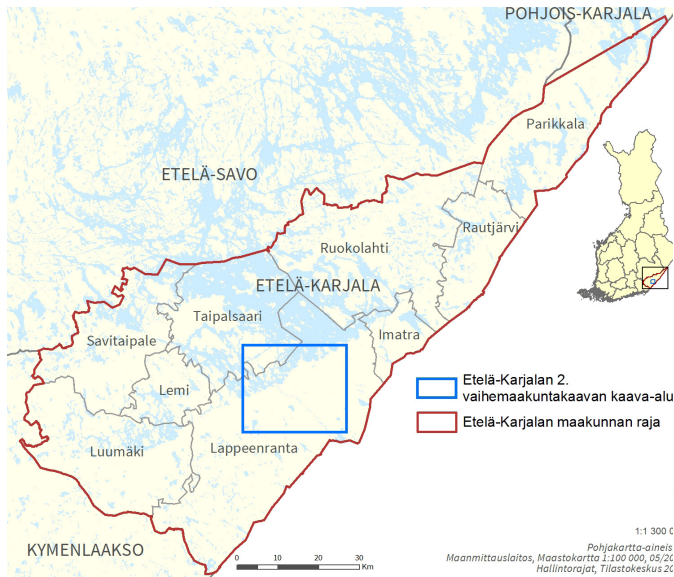 POHJOIS-KARJALA
Parikkala
ETELÄ-SAVO
Rautjärvi
Ruokolahti
ETELÄ-KARJALA
Taipalsaari
Imatra
Savitaipale
Lemi
Etelä-Karjalan 2.
vaihemaakuntakaavan kaava-alu
Etelä-Karjalan maakunnan raja
Lappeenranta
Luumäki
KYMENLAAKSO
0 10 20 30 Km
1:1 300 0
Pohjakartta-aineis
Maanmittauslaitos, Maastokartta 1:100 000, 05/20
Hallintorajat, Tilastokeskus 20